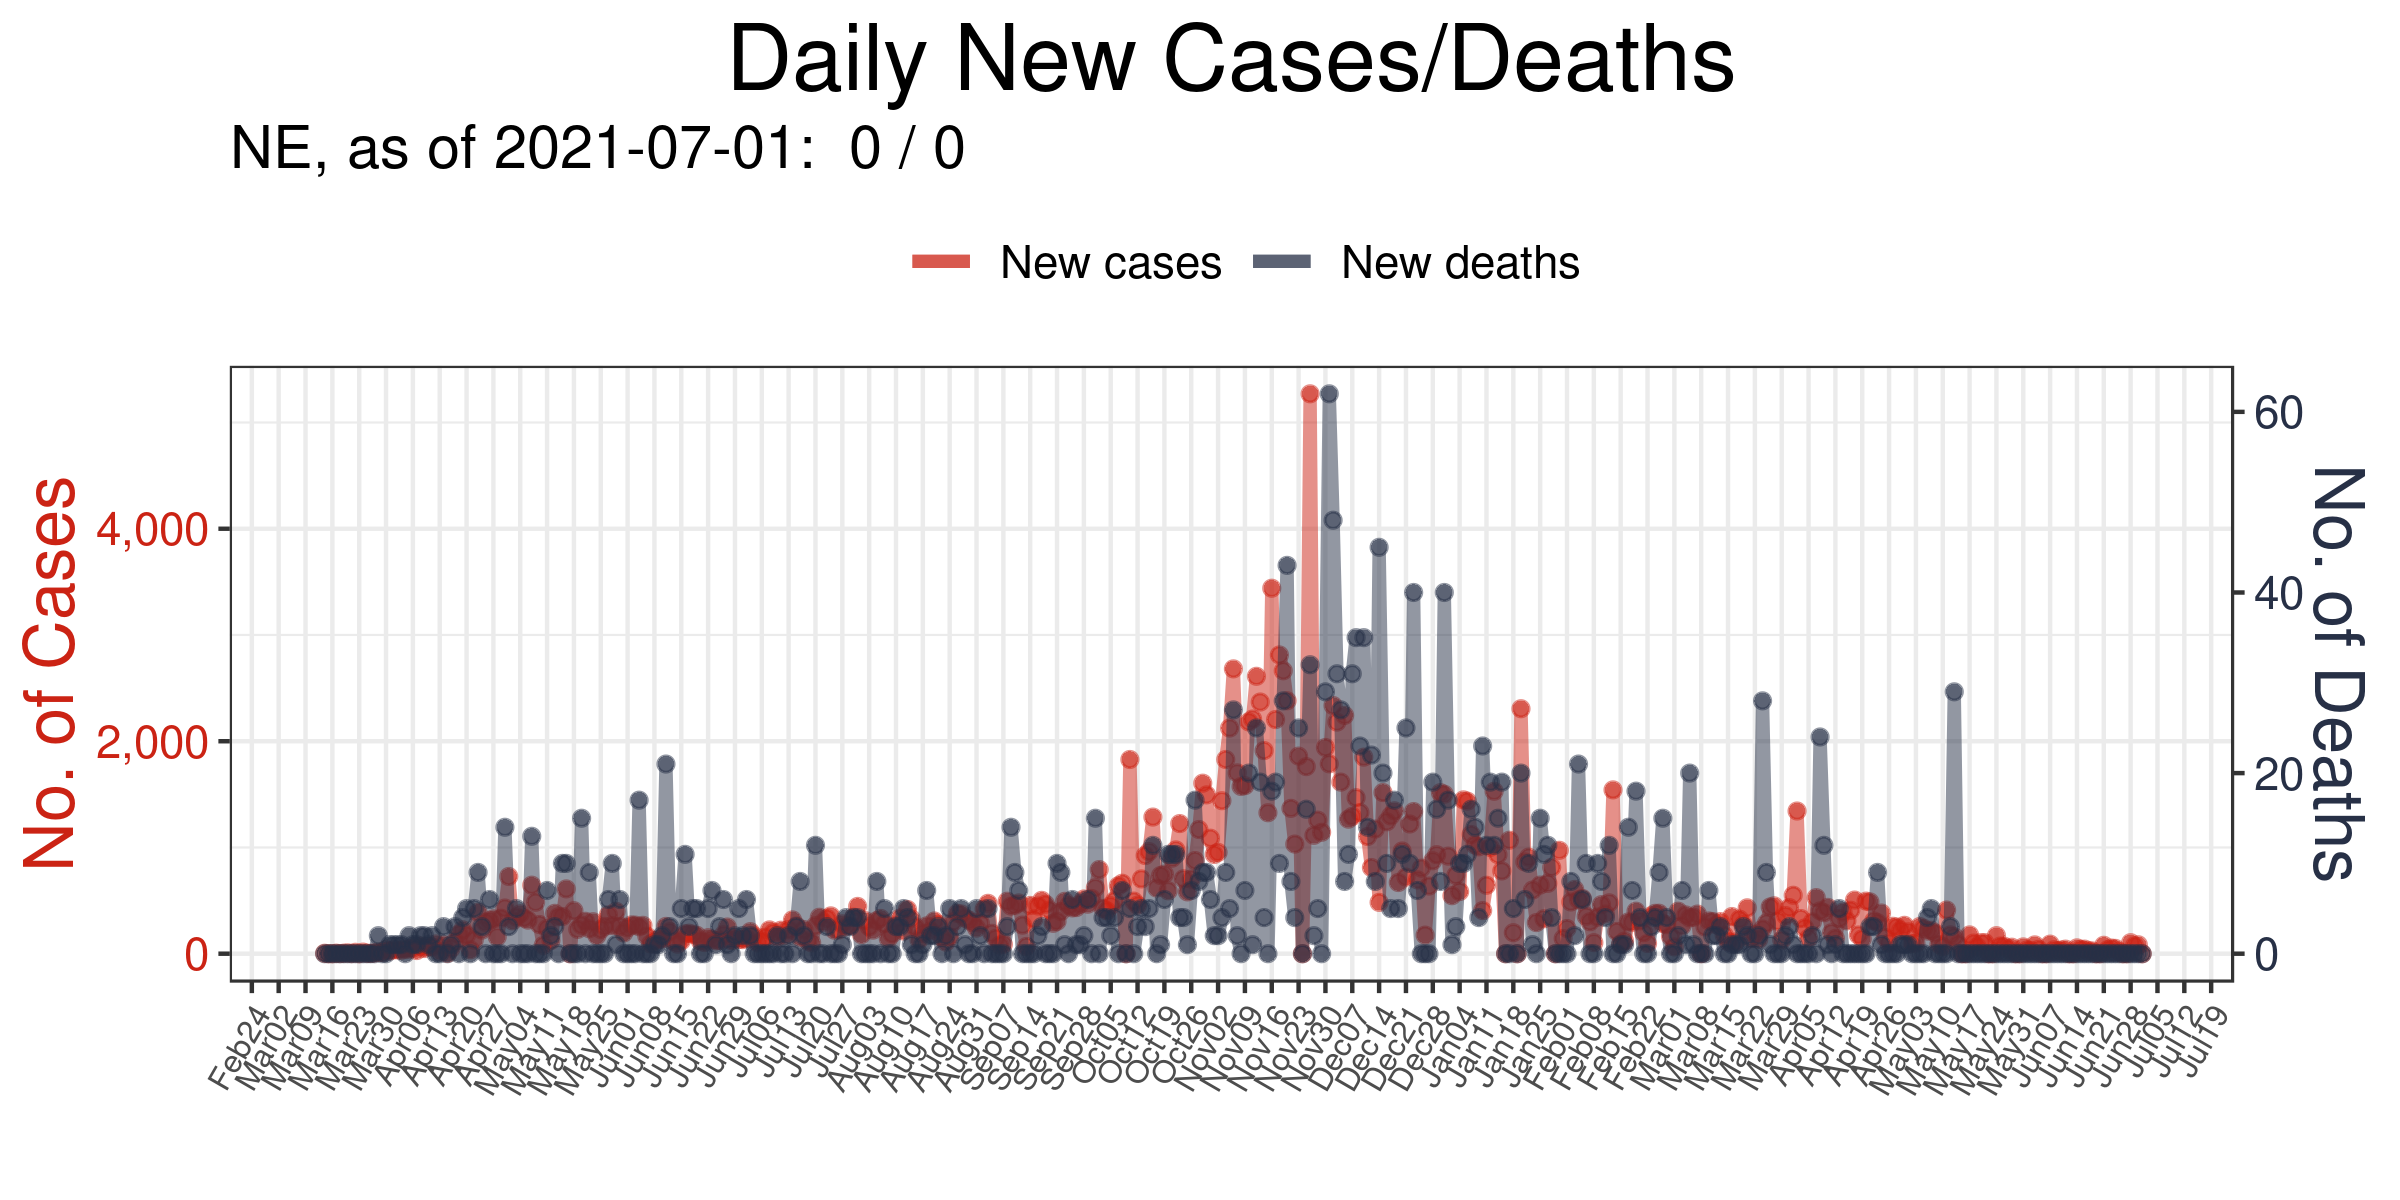 Daily New Cases/Deaths
NE, as of 2021-07-01:  0 / 0
New cases
New deaths
No. of Cases
4,000
2,000
0
60
40
20
0
No. of Deaths
Feb24
Mar02
Mar09
Mar16
Mar23
Mar30
Apr06
Apr13
Apr20
Apr27
May04
May11
May18
May25
Jun01
Jun08
Jun15
Jun22
Jun29
Jul06
Jul13
Jul20
Jul27
Aug03
Aug10
Aug17
Aug24
Aug31
Sep07
Sep14
Sep21
Sep28
Oct05
Oct12
Oct19
Oct26
Nov02
Nov09
Nov16
Nov23
Nov30
Dec07
Dec14
Dec21
Dec28
Jan04
Jan11
Jan18
Jan25
Feb01
Feb08
Feb15
Feb22
Mar01
Mar08
Mar15
Mar22
Mar29
Apr05
Apr12
Apr19
Apr26
May03
May10
May17
May24
May31
Jun07
Jun14
Jun21
Jun28
Jul05
Jul12
Jul19